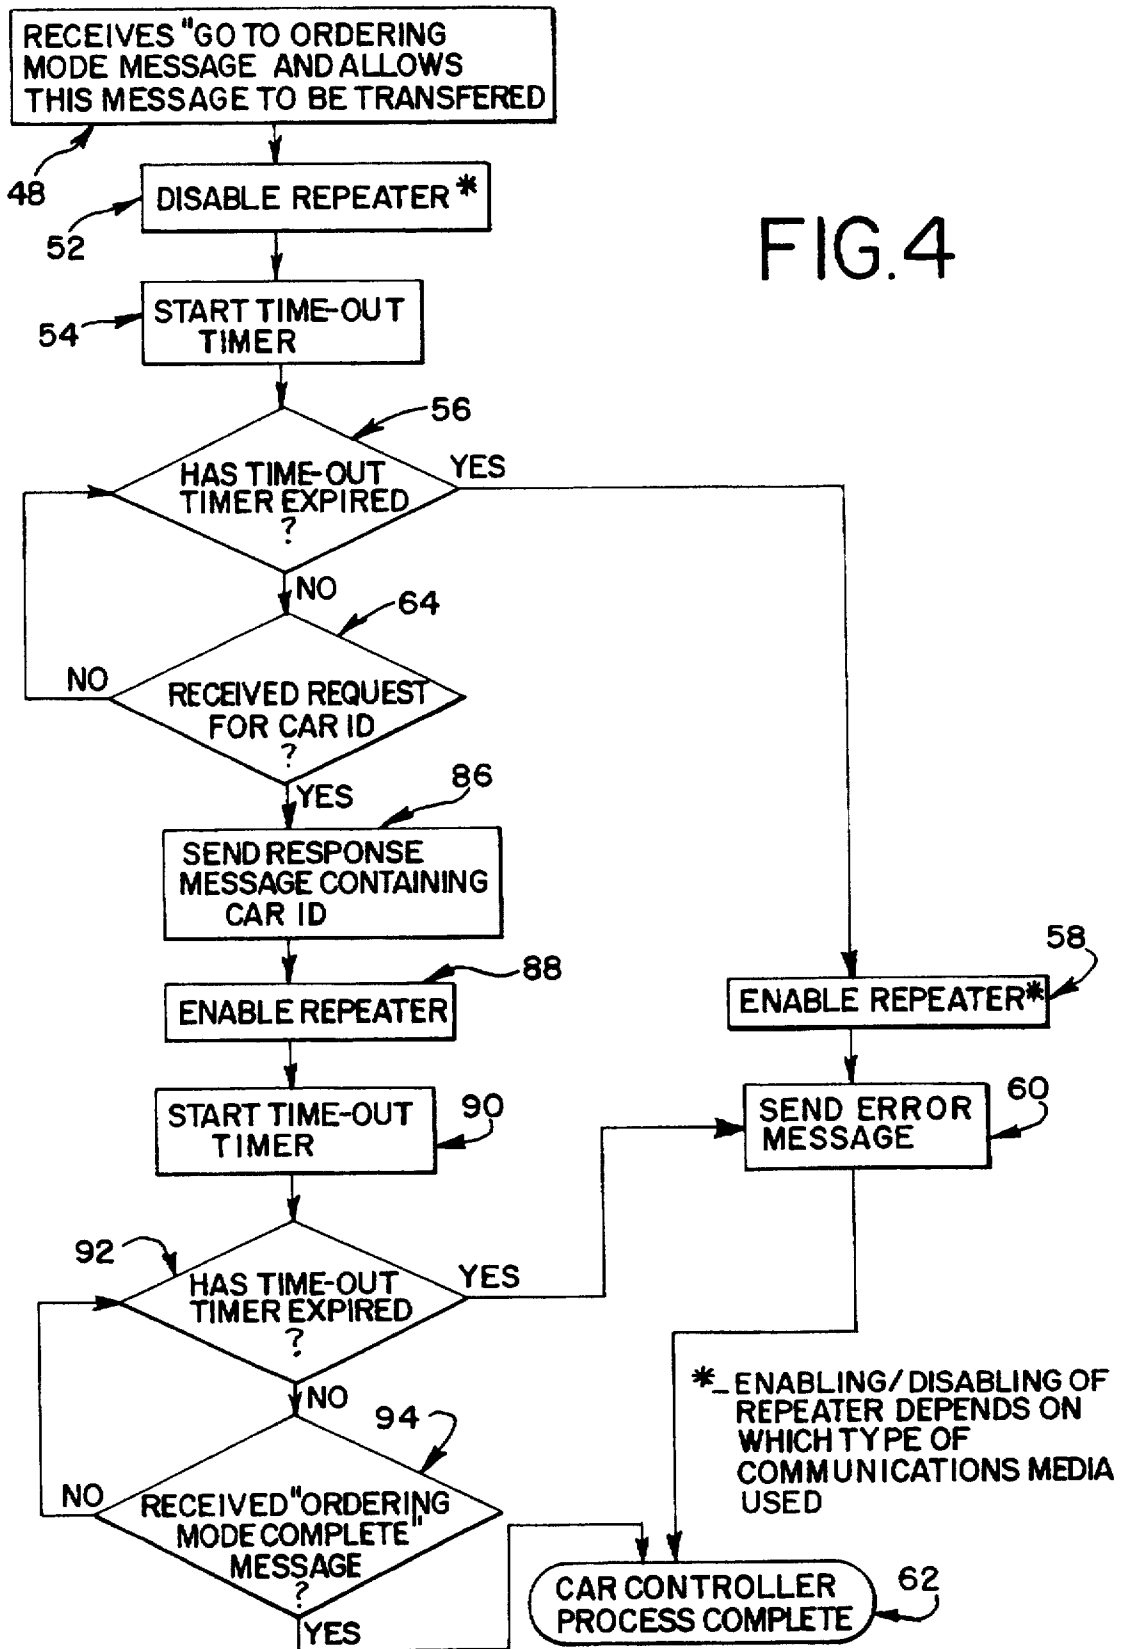 RECEIVES "GO TO ORDERING
MODE MESSAGE AND ALLOWS
THIS MESSAGE TO BE TRANSFERED
48
DISABLE REPEATER*
52
FIG. 4
START TIME-OUT
TIMER
54
56
HAS TIME-OUT
TIMER EXPIRED
?
YES
NO
64
RECEIVED REQUEST
FOR CAR ID
?
NO
YES
86
SEND RESPONSE
MESSAGE CONTAINING
CAR ID
88
ENABLE REPEATER
58
ENABLE REPEATER*
START TIME-OUT
TIMER
90
60
SEND ERROR
MESSAGE
92
HAS TIME-OUT
TIMER EXPIRED
?
YES
NO
94
RECEIVED "ORDERING
MODE COMPLETE"
MESSAGE
?
NO
YES
*- ENABLING/DISABLING OF
REPEATER DEPENDS ON
WHICH TYPE OF
COMMUNICATIONS MEDIA
USED
CAR CONTROLLER
PROCESS COMPLETE
62